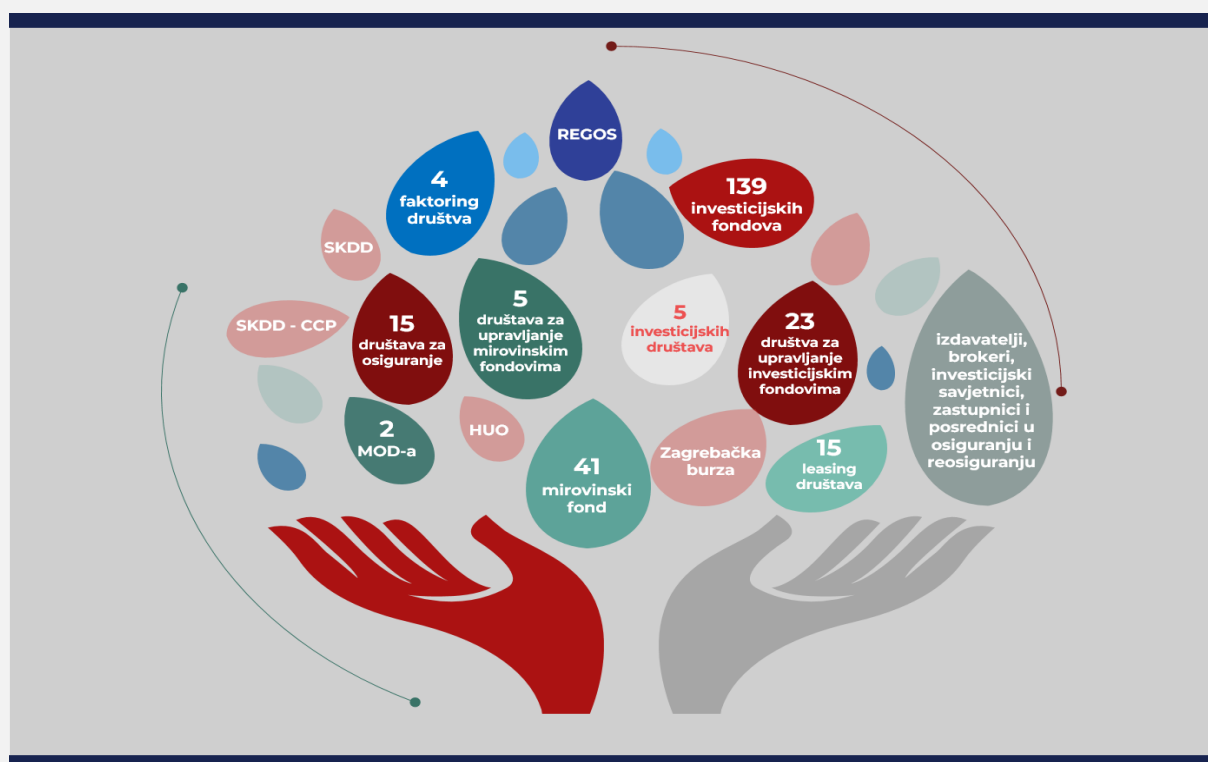 REGOS
4
faktoring
društva
139
investicijskih
fondova
SKDD
SKDD - CCP
15
društava za
osiguranje
5
društava za
upravljanje
mirovinskim
fondovima
5
investicijskih
društava
23
društva za
upravljanje
investicijskim
fondovima
izdavatelji,
brokeri,
investicijski
savjetnici,
zastupnici i
posrednici u
osiguranju i
reosiguranju
2
MOD-a
HUO
41
mirovinski
fond
Zagrebačka
burza
15
leasing
društava